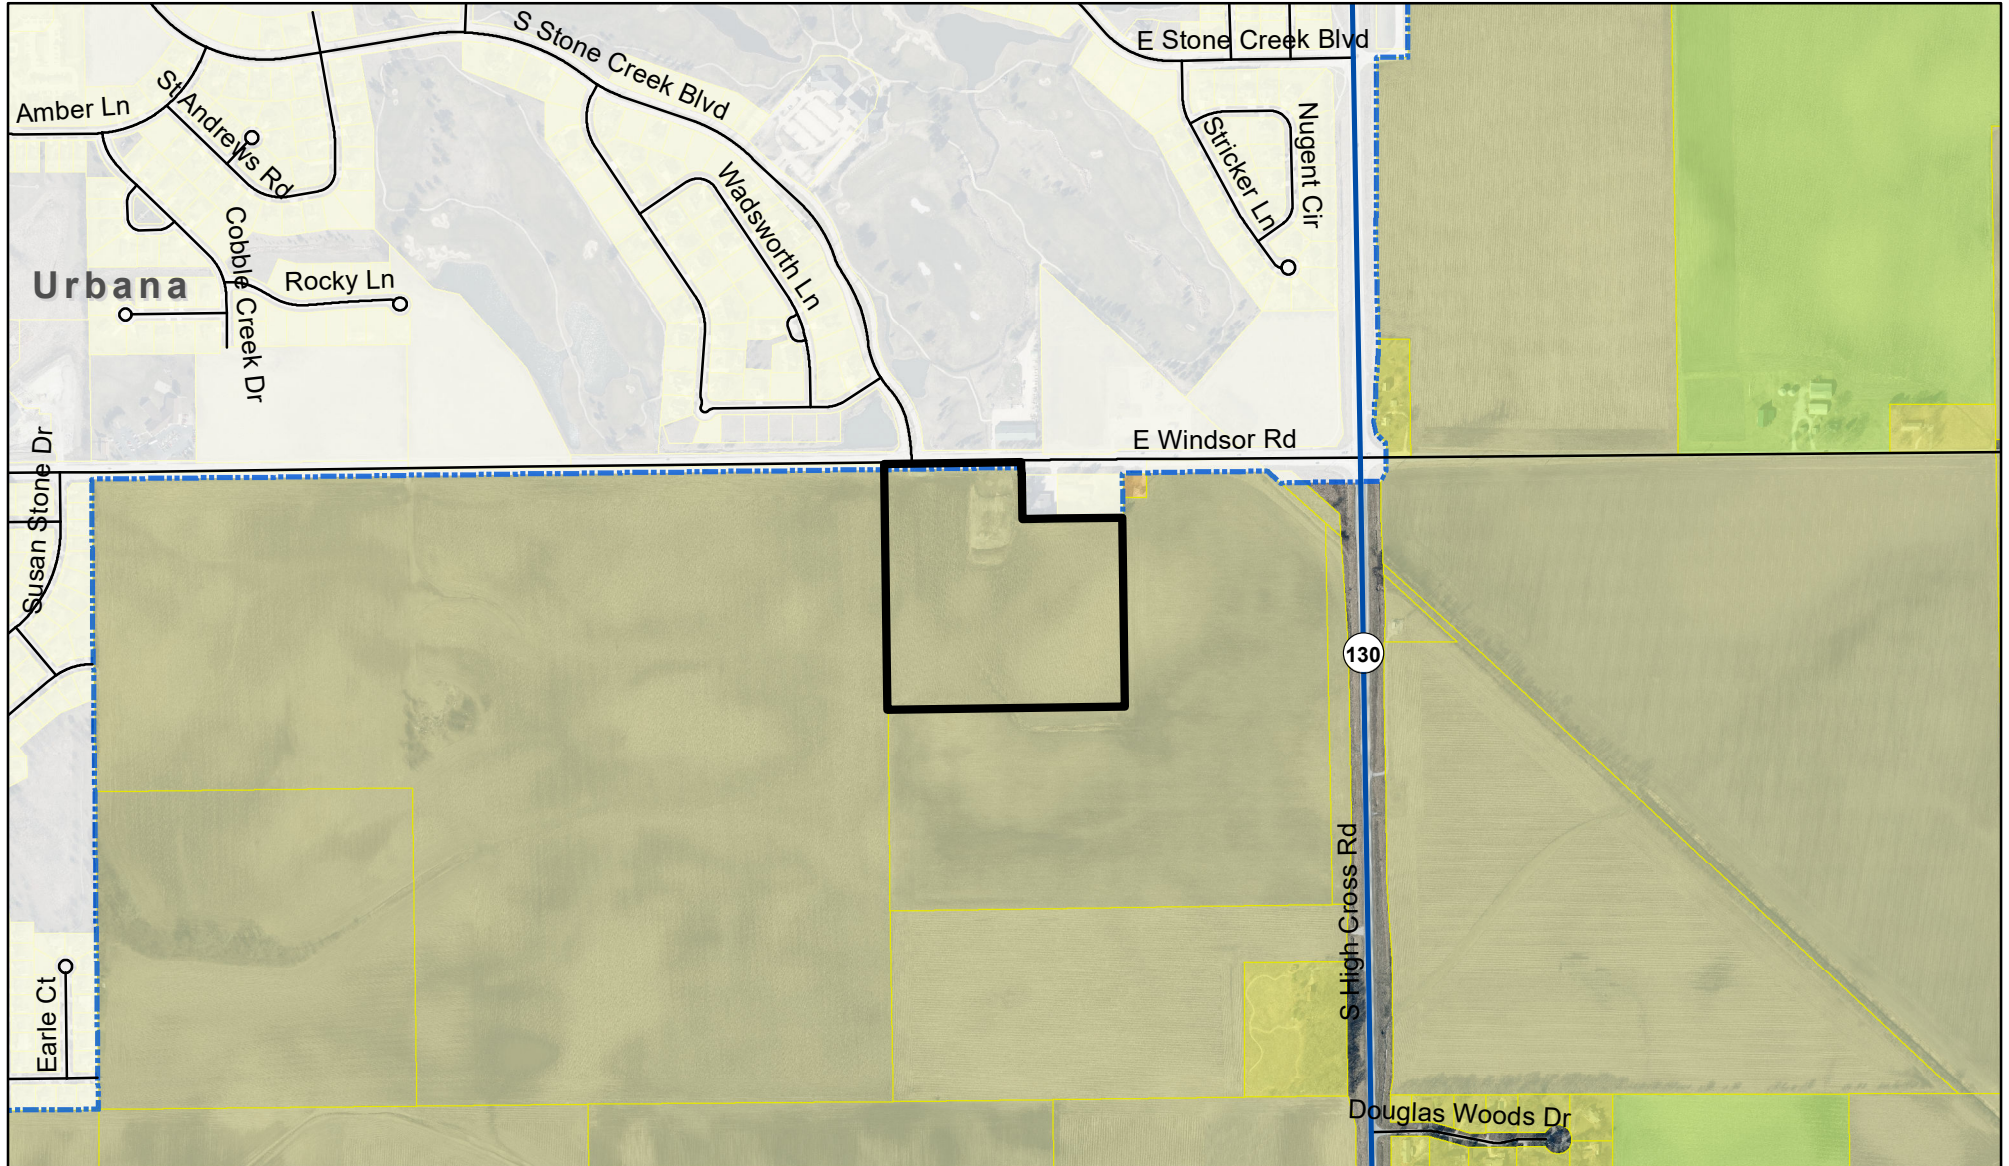 S Stone Creek Blvd
E Stone Creek Blvd
Amber Ln
St Andrews Rd
Nugent Cir
Stricker Ln
Wadsworth Ln
Cobble Creek Dr
Rocky Ln
Urbana
E Windsor Rd
Susan Stone Dr
130
S High Cross Rd
Earle Ct
Douglas Woods Dr